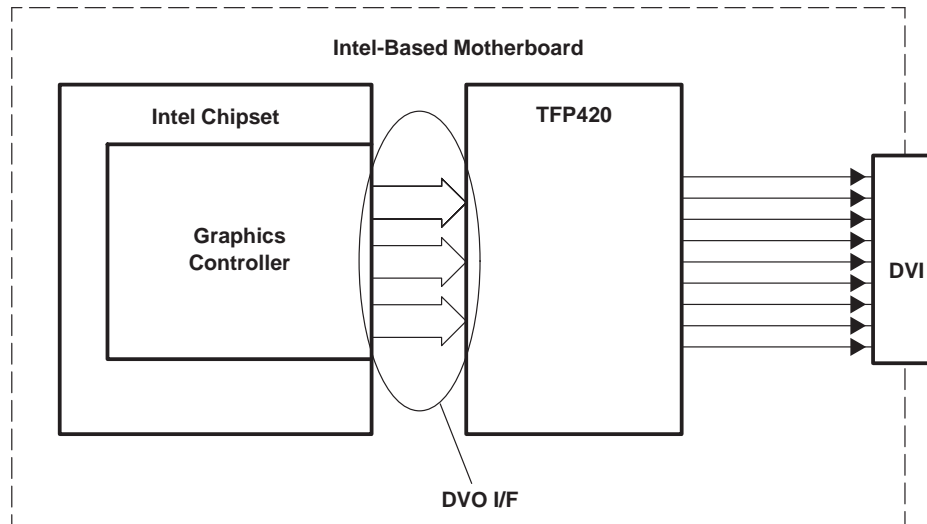 Intel-Based Motherboard
Intel Chipset
TFP420
Graphics
Controller
DVI
DVO I/F